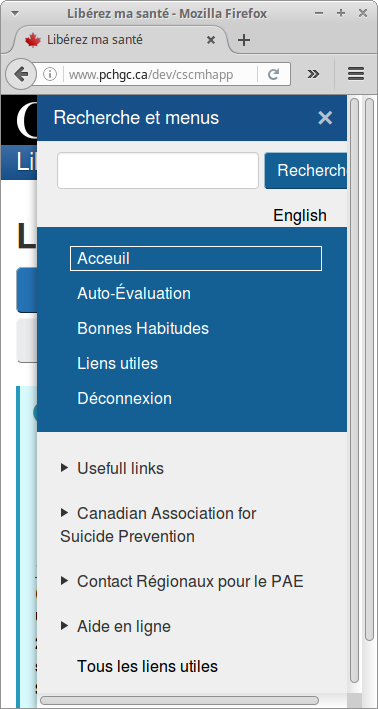 Libérez ma santé - Mozilla Firefox
Libérez ma santé
www.pchgc.ca/dev/cscmhapp
Recherche et menus
Recherche
English
Acceuil
Auto-Évaluation
Bonnes Habitudes
Liens utiles
Déconnexion
Usefull links
Canadian Association for
Suicide Prevention
Contact Régionaux pour le PAE
Aide en ligne
Tous les liens utiles